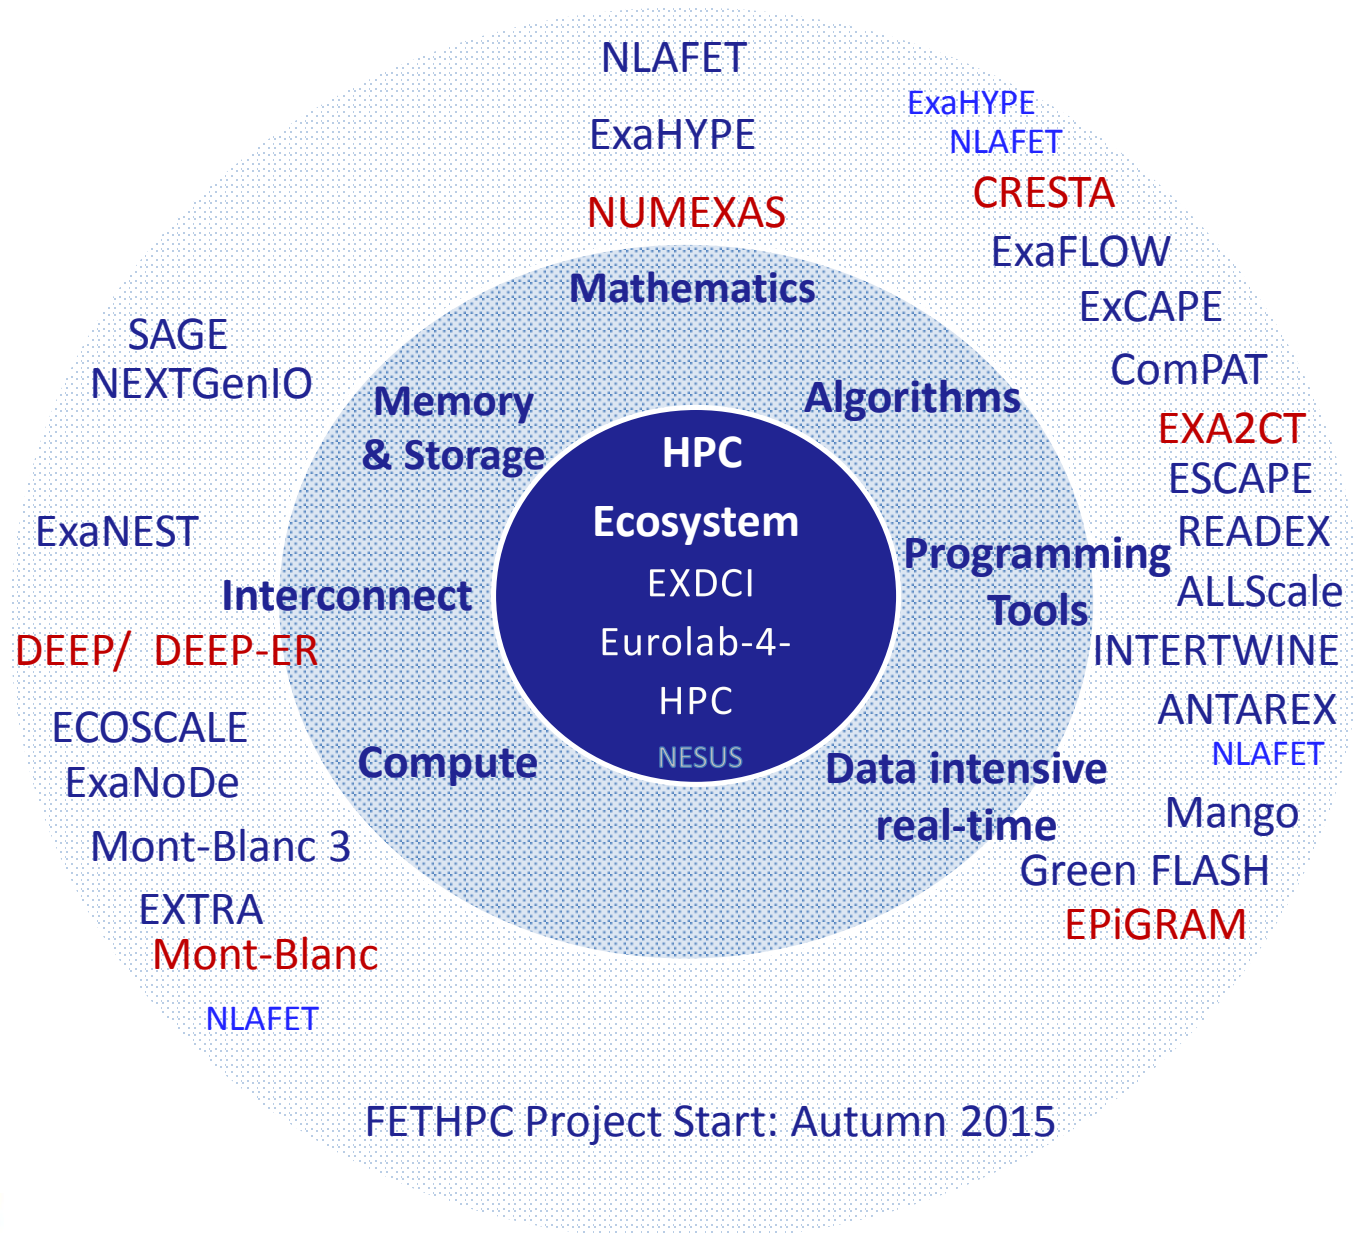 NLAFET
ExaHYPE
NUMEXAS
ExaHYPE
NLAFET
CRESTA
ExaFLOW
ExCAPE
ComPAT
EXA2CT
ESCAPE
READEX
ALLScale
INTERTWINE
ANTAREX
NLAFET
Mango
Green FLASH
EPiGRAM
SAGE
NEXTGenIO
ExaNEST
DEEP/ DEEP-ER
ECOSCALE
ExaNoDe
Mont-Blanc 3
EXTRA
Mont-Blanc
NLAFET
Mathematics
Algorithms
Programming
Tools
Data intensive
real-time
Memory
& Storage
Interconnect
Compute
HPC
Ecosystem
EXDCI
Eurolab-4-
HPC
NESUS
FETHPC Project Start: Autumn 2015